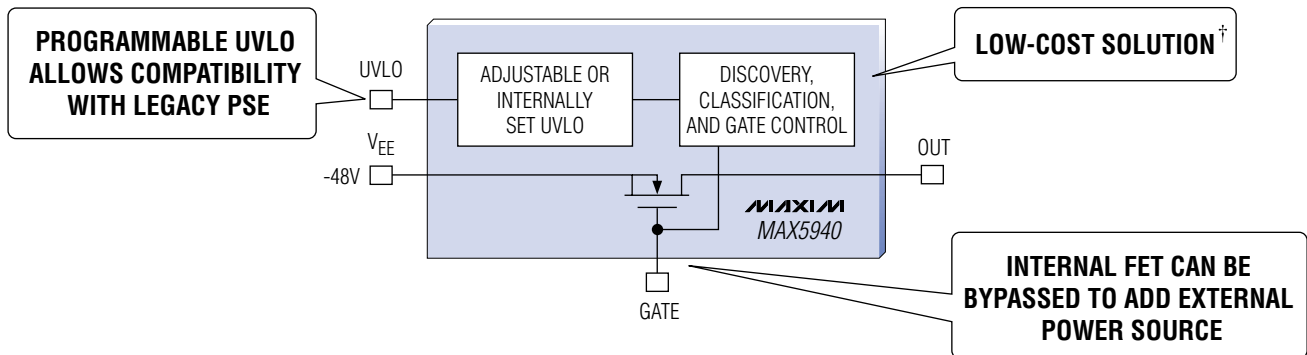 PROGRAMMABLE UVLO
ALLOWS COMPATIBILITY
WITH LEGACY PSE
UVLO
ADJUSTABLE OR
INTERNALLY
SET UVLO
DISCOVERY,
CLASSIFICATION,
AND GATE CONTROL
LOW-COST SOLUTION†
VEE
-48V
OUT
MAXIM
MAX5940
GATE
INTERNAL FET CAN BE
BYPASSED TO ADD EXTERNAL
POWER SOURCE